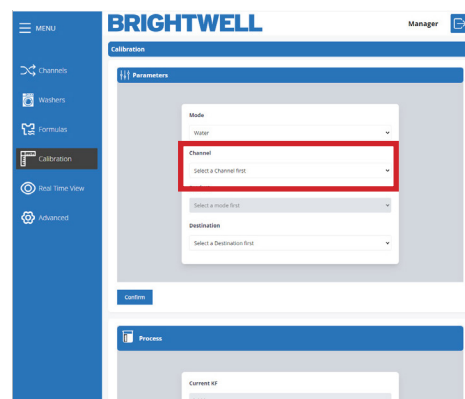 MENU
BRIGHTWELL
Manager
Calibration
Channels
Parameters
Washers
Mode
Water
Formulas
Channel
Calibration
Select a Channel first
Real Time View
Select a mode first
Advanced
Destination
Select a Destination first
Confirm
Process
Current KF